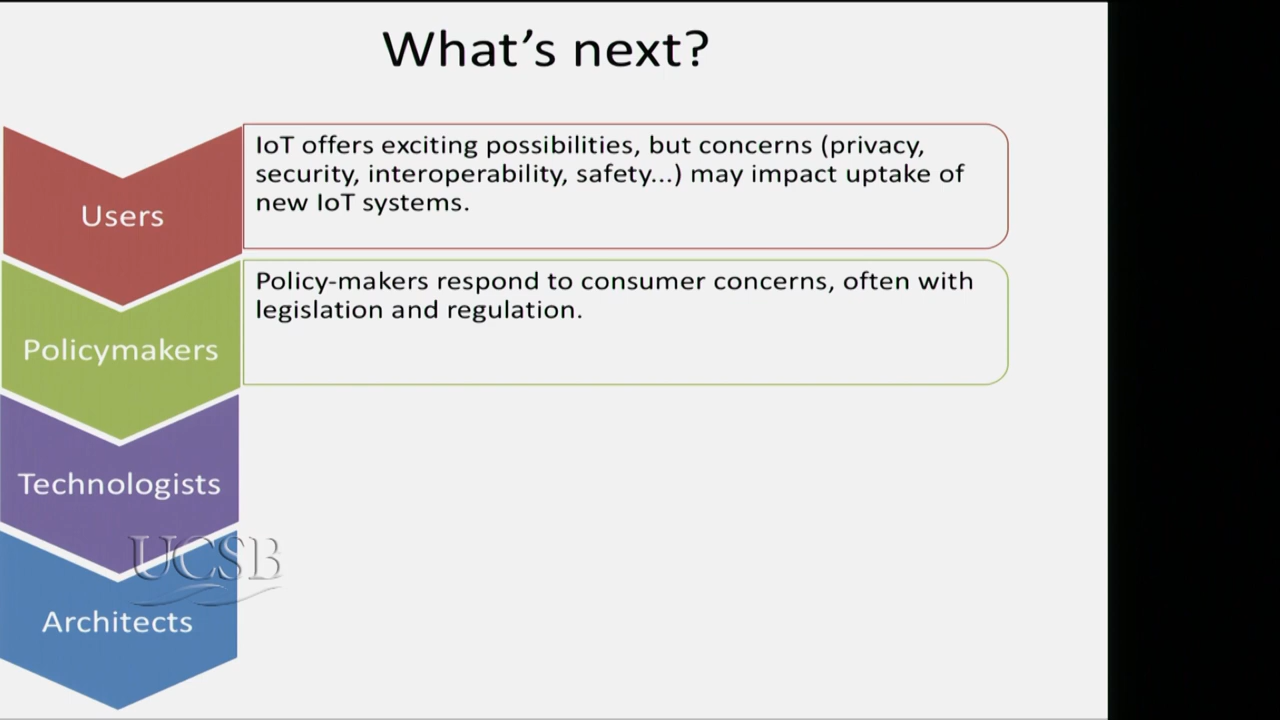 What's next?
Users
IoT offers exciting possibilities, but concerns (privacy,
security, interoperability, safety...) may impact uptake of
new IoT systems.
Policymakers
Policy-makers respond to consumer concerns, often with
legislation and regulation.
Technologists
UCSB
Architects